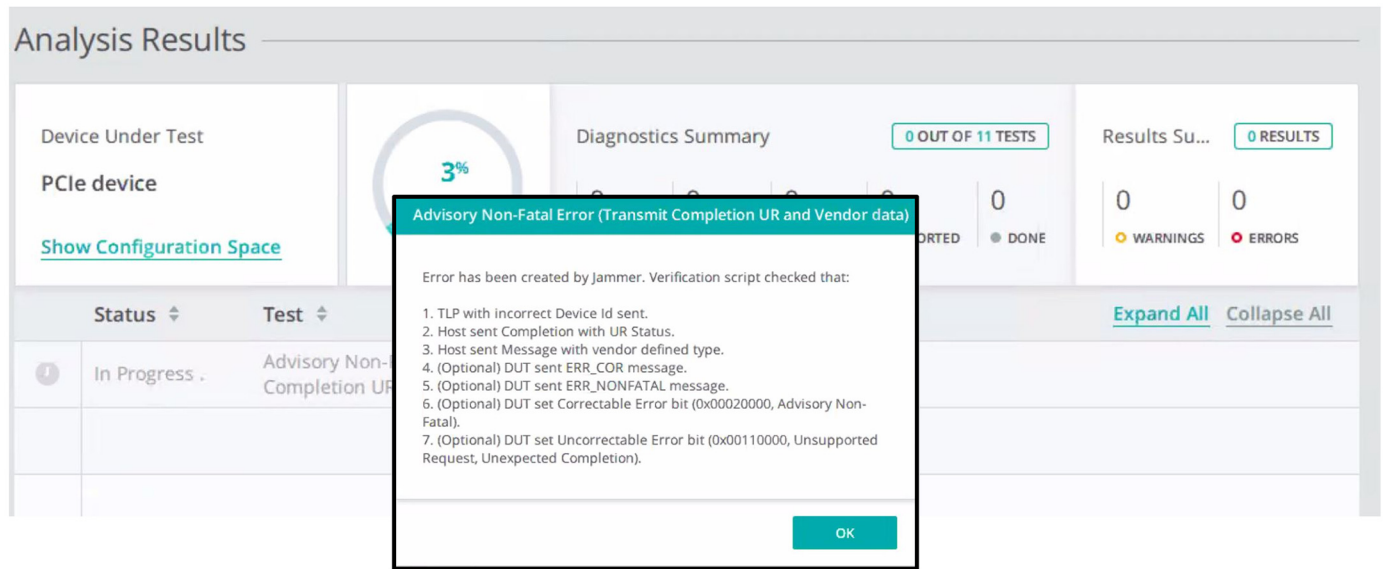 Analysis Results
Device Under Test
PCIe device
Show Configuration Space
3%
Diagnostics Summary
0 OUT OF 11 TESTS
0
DONE
Results Su...
0 RESULTS
0
WARNINGS
0
ERRORS
Status
Test
Expand All
Collapse All
In Progress .
Advisory
Advisory Non-Fatal Error (Transmit Completion UR and Vendor data)
Error has been created by Jammer. Verification script checked that:
1. TLP with incorrect Device Id sent.
2. Host sent Completion with UR Status.
3. Host sent Message with vendor defined type.
4. (Optional) DUT sent ERR_COR message.
5. (Optional) DUT sent ERR_NONFATAL message.
6. (Optional) DUT set Correctable Error bit (0x00020000, Advisory Non-
Fatal).
7. (Optional) DUT set Uncorrectable Error bit (0x00110000, Unsupported
Request, Unexpected Completion).
OK
Completion